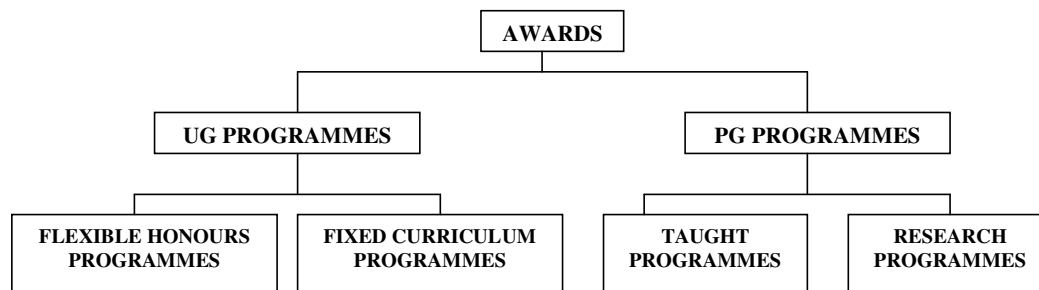 AWARDS
UG PROGRAMMES
PG PROGRAMMES
FLEXIBLE HONOURS
PROGRAMMES
FIXED CURRICULUM
PROGRAMMES
TAUGHT
PROGRAMMES
RESEARCH
PROGRAMMES